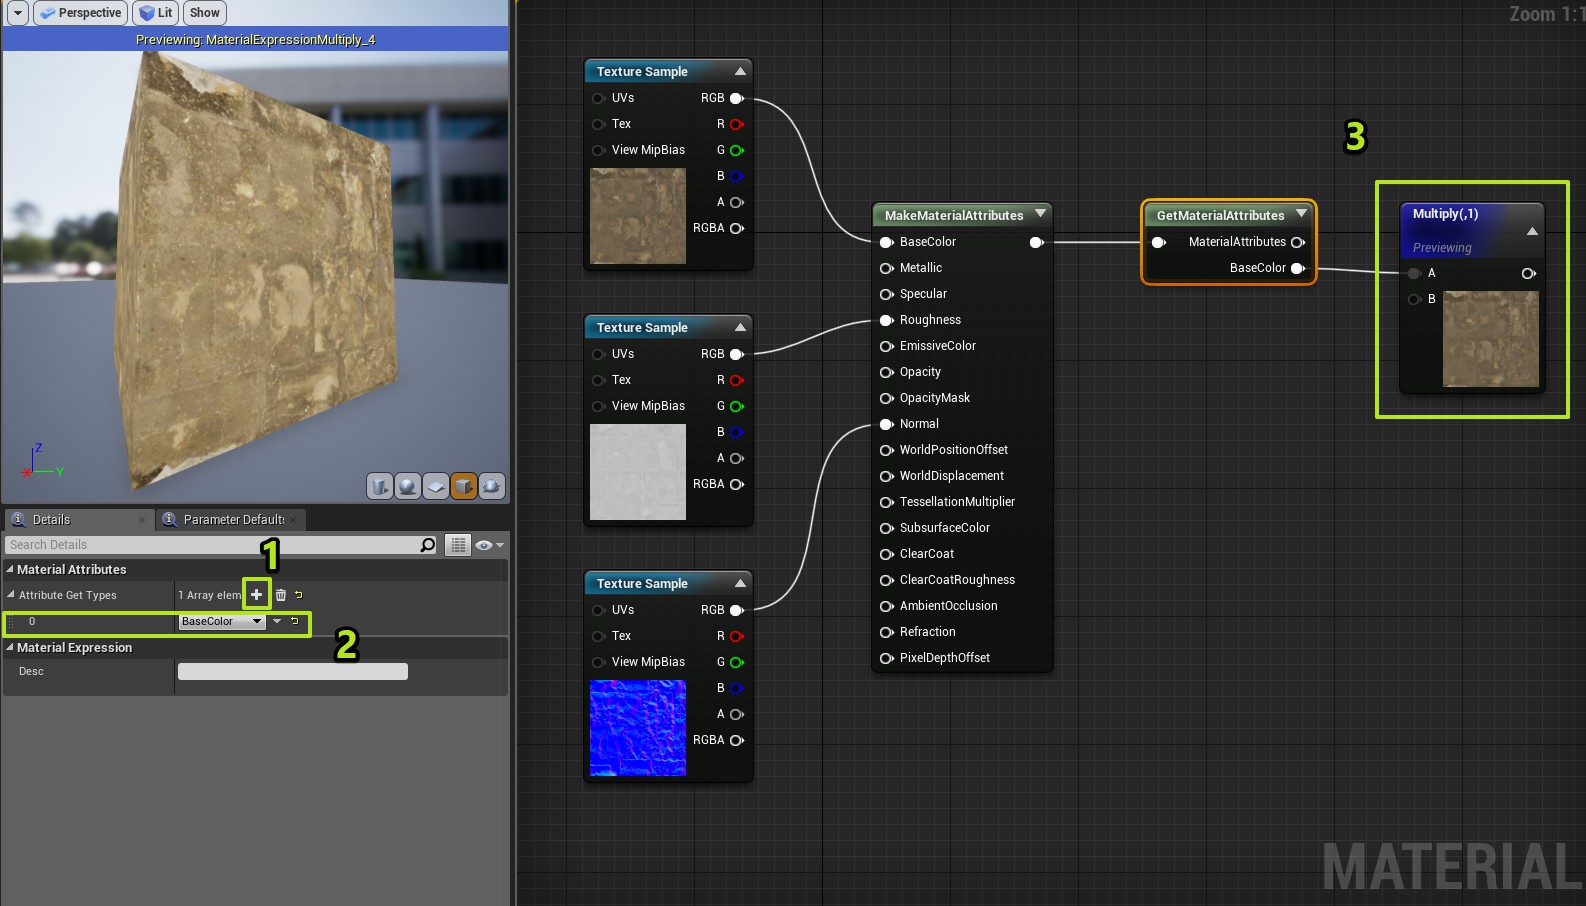 Perspective
Lit
Show
Previewing: MaterialExpressionMultiply_4
Z
Y
Details
Parameter Default
Search Details
1
Material Attributes
Attribute Get Types
1 Array elem
0
BaseColor
2
Material Expression
Desc
Zoom 1:1
Texture Sample
UVs RGB
Tex R
View MipBias G
B
A
RGBA
Texture Sample
UVs RGB
Tex R
View MipBias G
B
A
RGBA
Texture Sample
UVs RGB
Tex R
View MipBias G
B
A
RGBA
MakeMaterialAttributes
BaseColor
Metallic
Specular
Roughness
EmissiveColor
Opacity
OpacityMask
Normal
WorldPositionOffset
WorldDisplacement
TessellationMultiplier
SubsurfaceColor
ClearCoat
ClearCoatRoughness
AmbientOcclusion
Refraction
PixelDepthOffset
GetMaterialAttributes
MaterialAttributes
BaseColor
3
Multiply(,1)
Previewing
A
B
MATERIAL